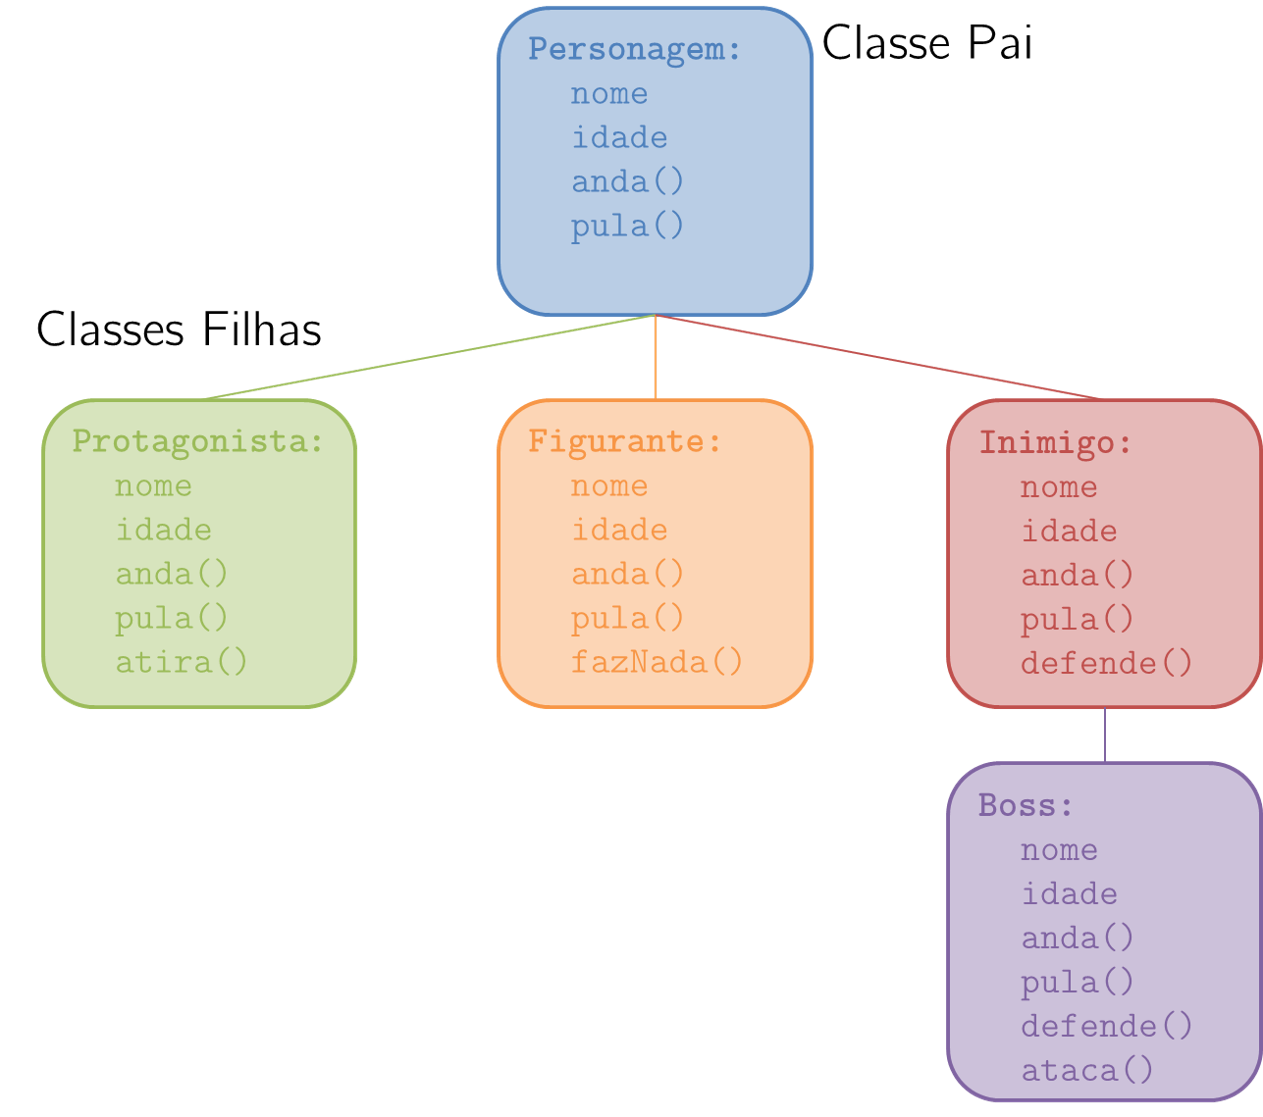 Personagem:
nome
idade
anda()
pula()
Classe Pai
Classes Filhas
Protagonista:
nome
idade
anda()
pula()
atira()
Figurante:
nome
idade
anda()
pula()
fazNada()
Inimigo:
nome
idade
anda()
pula()
defende()
Boss:
nome
idade
anda()
pula()
defende()
ataca()